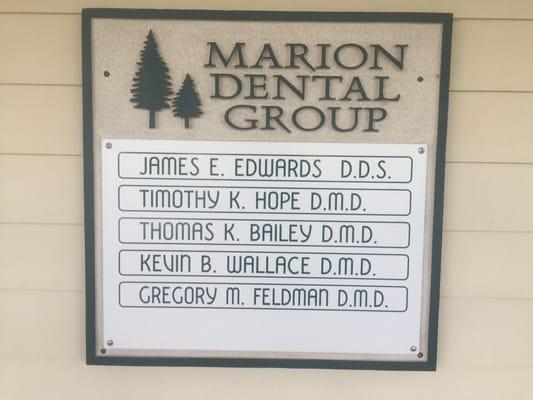 MARION
DENTAL
GROUP
JAMES E. EDWARDS D.D.S.
TIMOTHY K. HOPE D.M.D.
THOMAS K. BAILEY D.M.D.
KEVIN B. WALLACE D.M.D.
GREGORY M. FELDMAN D.M.D.